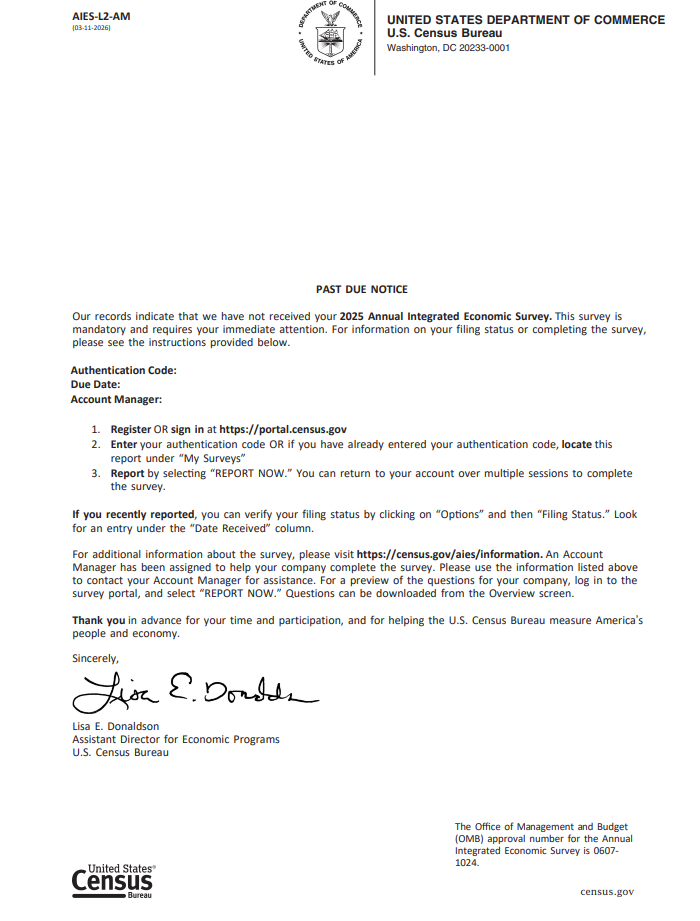 AIES-L2-AM
(03-11-2026)
DEPARTMENT OF COMMERCE
UNITED STATES OF AMERICA
UNITED STATES DEPARTMENT OF COMMERCE
U.S. Census Bureau
Washington, DC 20233-0001
PAST DUE NOTICE
Our records indicate that we have not received your 2025 Annual Integrated Economic Survey. This survey is
mandatory and requires your immediate attention. For information on your filing status or completing the survey,
please see the instructions provided below.
Authentication Code:
Due Date:
Account Manager:
1. Register OR sign in at https://portal.census.gov
2. Enter your authentication code OR if you have already entered your authentication code, locate this
report under “My Surveys”
3. Report by selecting “REPORT NOW.” You can return to your account over multiple sessions to complete
the survey.
If you recently reported, you can verify your filing status by clicking on “Options” and then “Filing Status.” Look
for an entry under the “Date Received” column.
For additional information about the survey, please visit https://census.gov/aies/information. An Account
Manager has been assigned to help your company complete the survey. Please use the information listed above
to contact your Account Manager for assistance. For a preview of the questions for your company, log in to the
survey portal, and select “REPORT NOW.” Questions can be downloaded from the Overview screen.
Thank you in advance for your time and participation, and for helping the U.S. Census Bureau measure America’s
people and economy.
Sincerely,
Lisa E. Donaldson
Lisa E. Donaldson
Assistant Director for Economic Programs
U.S. Census Bureau
The Office of Management and Budget
(OMB) approval number for the Annual
Integrated Economic Survey is 0607-
1024.
United States®
Census
Bureau
census.gov